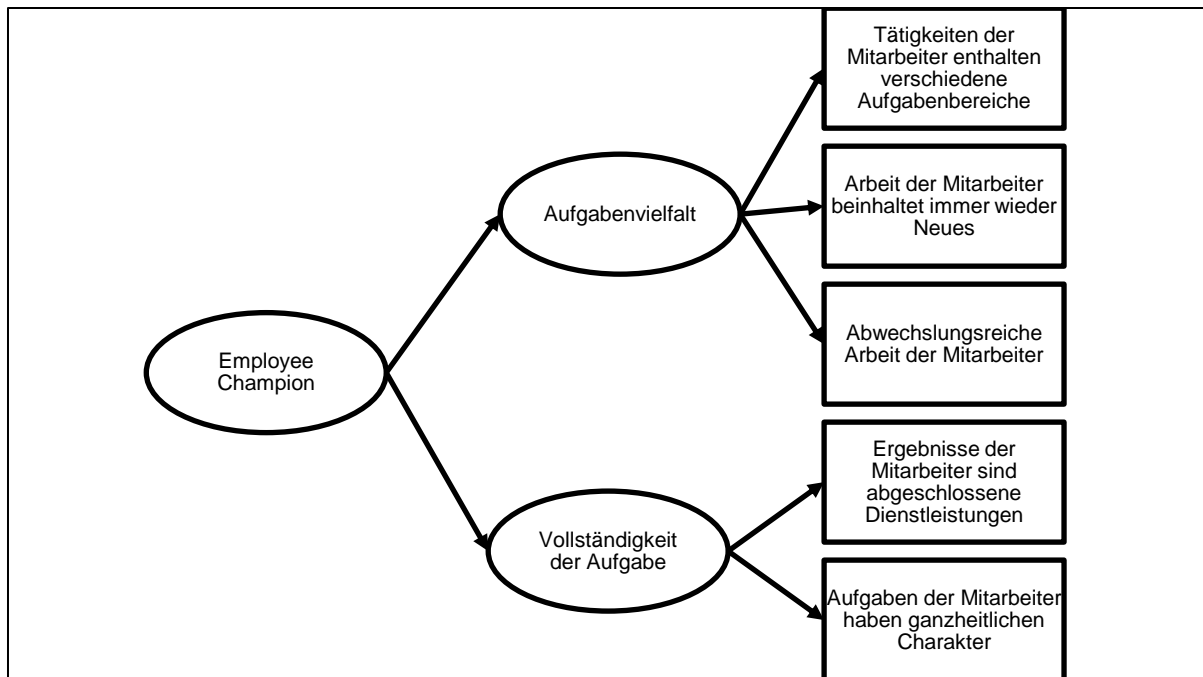 Tätigkeiten der
Mitarbeiter enthalten
verschiedene
Aufgabenbereiche
Aufgabenvielfalt
Arbeit der Mitarbeiter
beinhaltet immer wieder
Neues
Abwechslungsreiche
Arbeit der Mitarbeiter
Employee
Champion
Ergebnisse der
Mitarbeiter sind
abgeschlossene
Dienstleistungen
Vollständigkeit
der Aufgabe
Aufgaben der Mitarbeiter
haben ganzheitlichen
Charakter